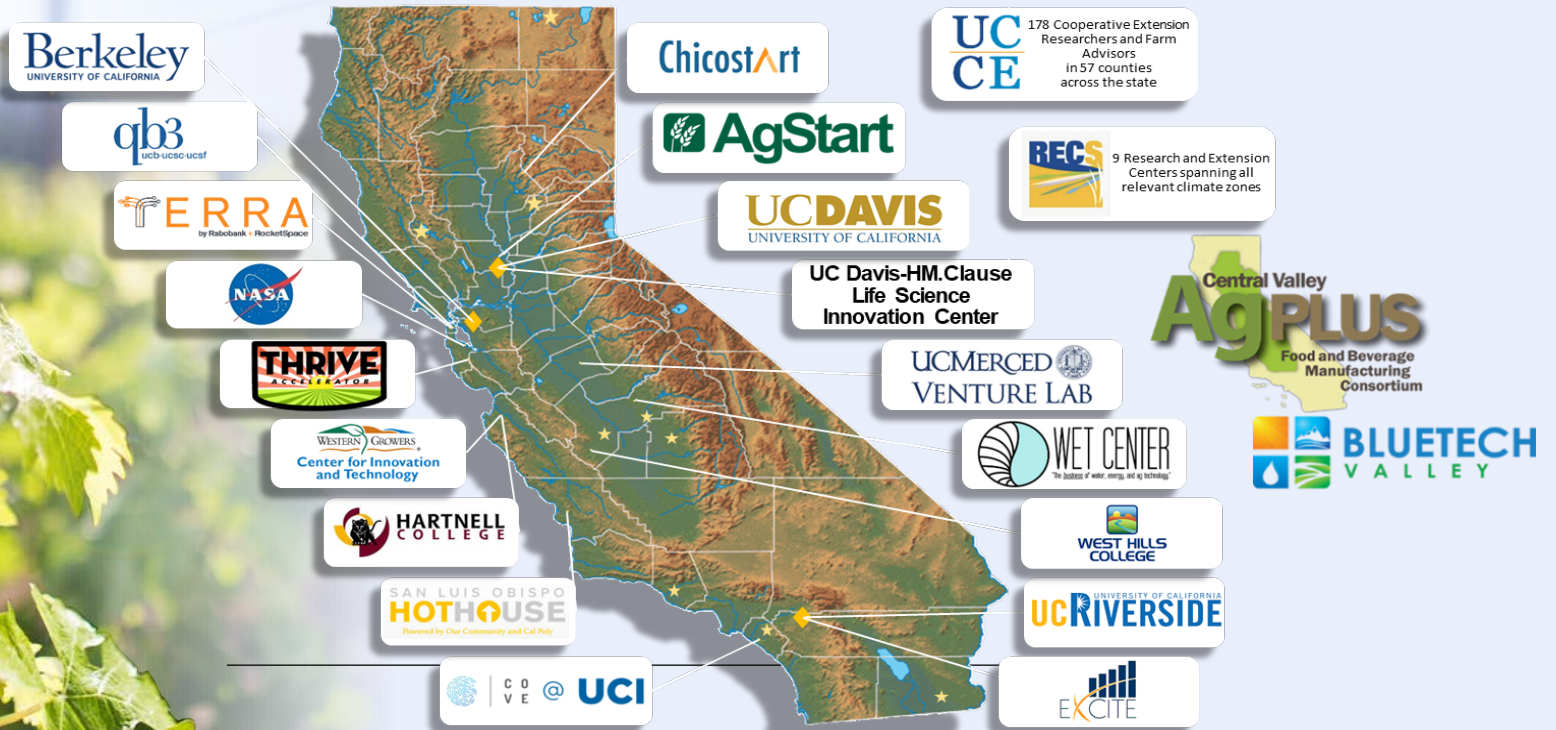 Berkeley
UNIVERSITY OF CALIFORNIA
qb3
ucb·ucsc·ucsf
TERRA
by Rabobank + RocketSpace
NASA
THRIVE
ACCELERATOR
WESTERN GROWERS®
Center for Innovation
and Technology
HARTNELL
COLLEGE
SAN LUIS OBISPO
HOTHOUSE
Powered by Our Community and Cal Poly
CO
VE
@ UCI
Chicostart
AgStart
UCDAVIS
UNIVERSITY OF CALIFORNIA
UC Davis-HM.Clause
Life Science
Innovation Center
UCMERCED
VENTURE LAB
WET CENTER
"The business of water, energy, and ag technology."
WEST HILLS
COLLEGE
UNIVERSITY OF CALIFORNIA
UCRIVERSIDE
EXCITE
UC
CE
178 Cooperative Extension
Researchers and Farm
Advisors
in 57 counties
across the state
RECS
9 Research and Extension
Centers spanning all
relevant climate zones
Central Valley
AgPLUS
Food and Beverage
Manufacturing
Consortium
BLUETECH
VALLEY